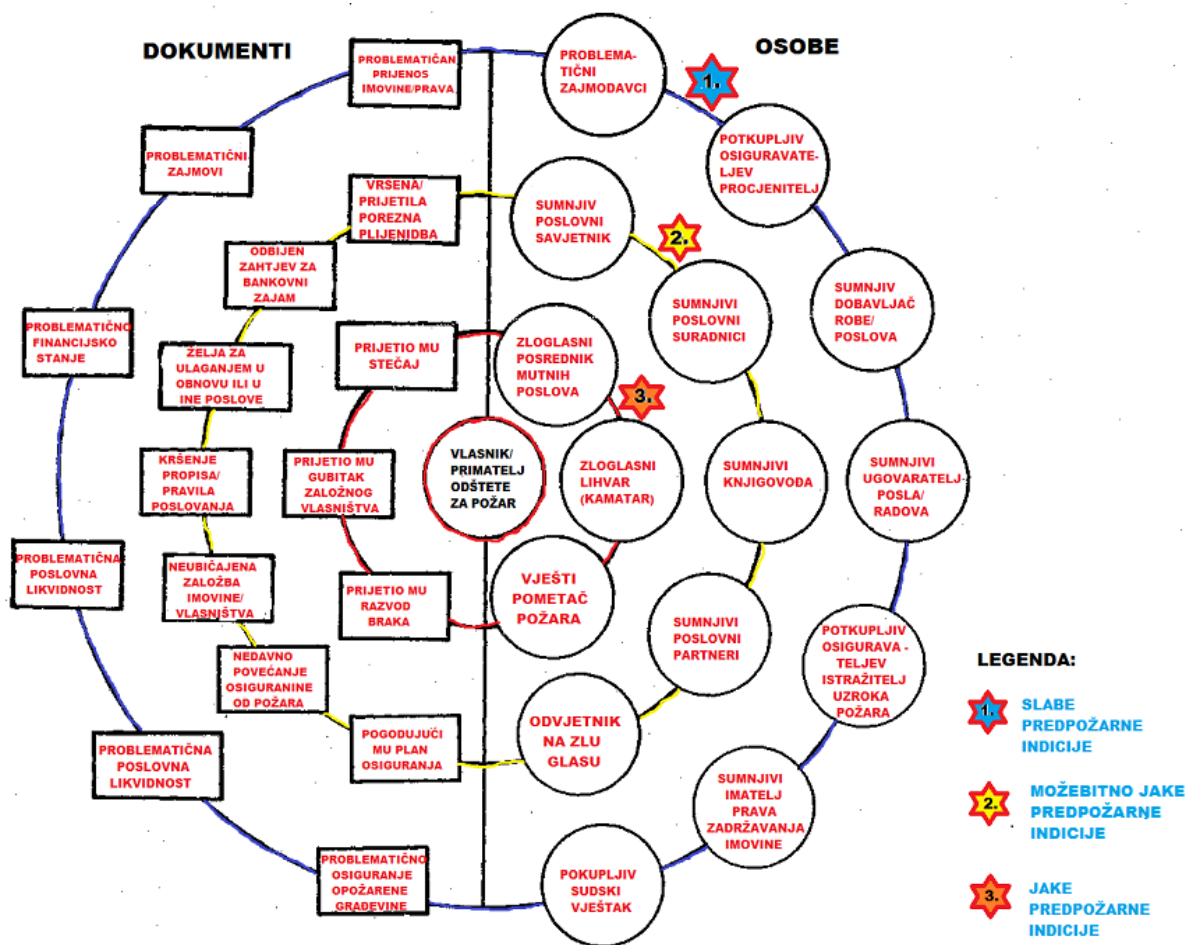 DOKUMENTI
OSOBE
PROBLEMATIČAN
PRIJENOS
IMOVINE/PRAVA
PROBLEMA-
TIČNI
ZAJMODAVCI
1.
PROBLEMATIČNI
ZAJMOVI
POTKUPLJIV
OSIGURAVATE-
LJEV
PROCJENITELJ
VRŠENA/
PRIJETILA
POREZNA
PLIJENIDBA
SUMNJIV
POSLOVNI
SAVJETNIK
2.
ODBIJEN
ZAHTJEV ZA
BANKOVNI
ZAJAM
SUMNJIVI
POSLOVNI
SURADNICI
SUMNJIV
DOBAVLJAČ
ROBE/
POSLOVA
PROBLEMATIČNO
FINANCIJSKO
STANJE
ŽELJA ZA
ULAGANJEM U
OBNOVU ILI U
INE POSLOVE
PRIJETIO MU
STEČAJ
ZLOGLASNI
POSREDNIK
MUTNIH
POSLOVA
3.
KRŠENJE
PROPISA/
PRAVILA
POSLOVANJA
PRIJETIO MU
GUBITAK
ZALOŽNOG
VLASNIŠTVA
VLASNIK/
PRIMATELJ
ODŠTETE
ZA POŽAR
ZLOGLASNI
LIHVAR
(KAMATAR)
SUMNJIVI
KNJIGOVOĐA
SUMNJIVI
UGOVARATELJ-
POSLA/
RADOVA
PROBLEMATIČNA
POSLOVNA
LIKVIDNOST
NEUBIČAJENA
ZALOŽBA
IMOVINE/
VLASNIŠTVA
PRIJETIO MU
RAZVOD
BRAKA
VJEŠTI
POMETAČ
POŽARA
SUMNJIVI
POSLOVNI
PARTNERI
POTKUPLJIV
OSIGURAVA -
TELJEV
ISTRAŽITELJ
UZROKA
POŽARA
NEDAVNO
POVEĆANJE
OSIGURANINE
OD POŽARA
PROBLEMATIČNA
POSLOVNA
LIKVIDNOST
POGODUJUĆI
MU PLAN
OSIGURANJA
ODVJETNIK
NA ZLU
GLASU
SUMNJIVI
IMATELJ
PRAVA
ZADRŽAVANJA
IMOVINE
PROBLEMATIČNO
OSIGURANJE
OPOŽARENE
GRAĐEVINE
POKUPLJIV
SUDSKI
VJEŠTAK
LEGENDA:
1.
SLABE
PREDPOŽARNE
INDICIJE
2.
MOŽEBITNO JAKE
PREDPOŽARNE
INDICIJE
3.
JAKE
PREDPOŽARNE
INDICIJE